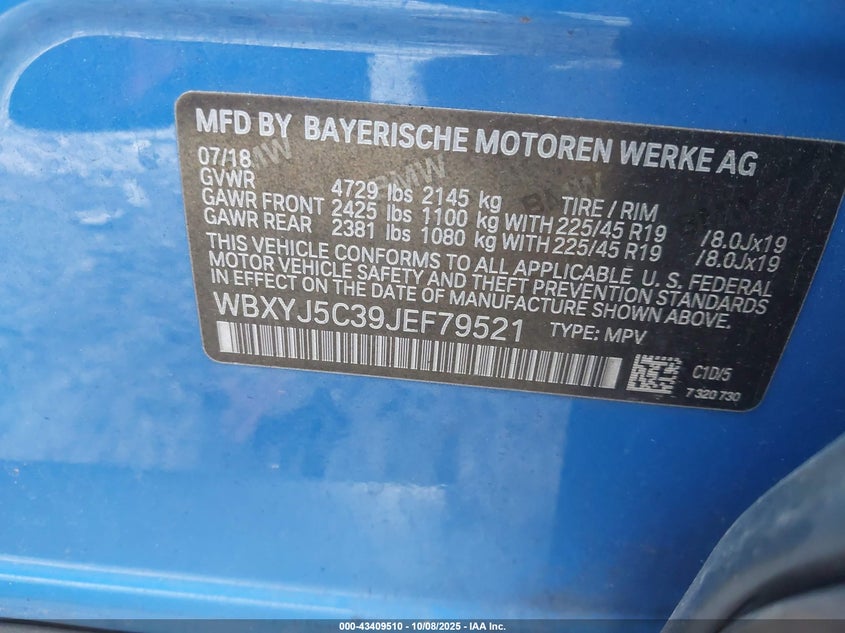 MFD BY BAYERISCHE MOTOREN WERKE AG
07/18
GVWR 4729 lbs 2145 kg TIRE / RIM
GAWR FRONT 2425 lbs 1100 kg WITH 225/45 R19 /8.0Jx19
GAWR REAR 2381 lbs 1080 kg WITH 225/45 R19 /8.0Jx19
THIS VEHICLE CONFORMS TO ALL APPLICABLE U. S. FEDERAL
MOTOR VEHICLE SAFETY AND THEFT PREVENTION STANDARDS
IN EFFECT ON THE DATE OF MANUFACTURE SHOWN ABOVE.
WBXYJ5C39JEF79521 TYPE: MPV
C1D/5
7 320 730
BMW BMW BMW BMW
000-43409510 - 10/08/2025 - IAA Inc.